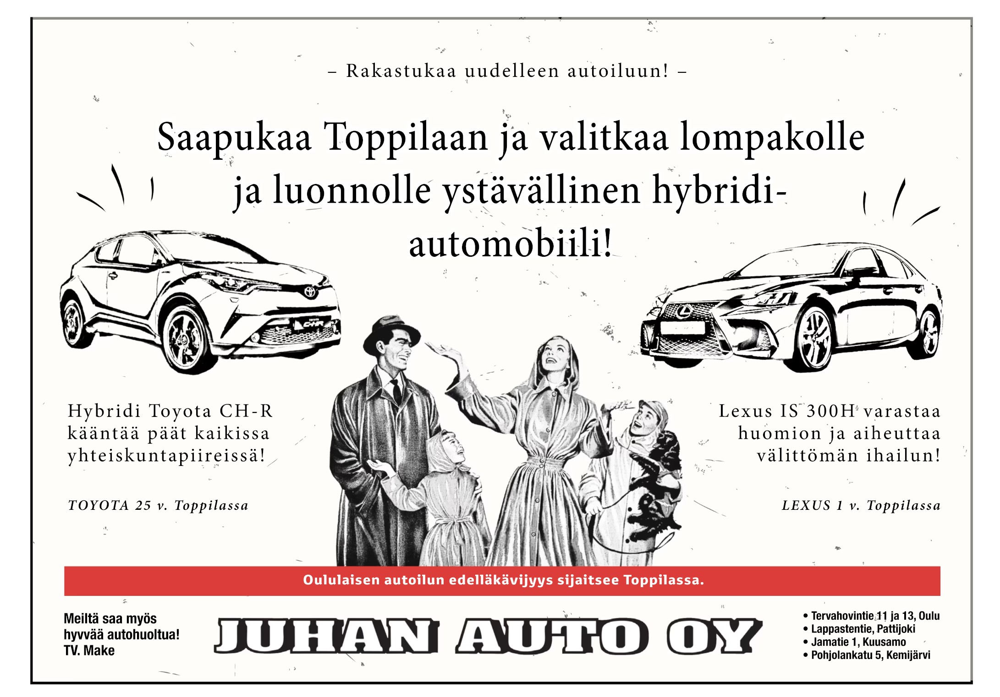 – Rakastukaa uudelleen autoiluun! –
Saapukaa Toppilaan ja valitkaa lompakolle
ja luonnolle ystävällinen hybridi-
automobiili!
TOYOTA
C-HR
Hybridi Toyota CH-R
kääntää päät kaikissa
yhteiskuntapiireissä!
TOYOTA 25 v. Toppilassa
Lexus IS 300H varastaa
huomion ja aiheuttaa
välittömän ihailun!
LEXUS 1 v. Toppilassa
Oululaisen autoilun edelläkävijyys sijaitsee Toppilassa.
Meiltä saa myös
hyvvää autohuoltua!
TV. Make
JUHAN AUTO OY
• Tervahovintie 11 ja 13, Oulu
• Lappastentie, Pattijoki
• Jamatie 1, Kuusamo
• Pohjolankatu 5, Kemijärvi